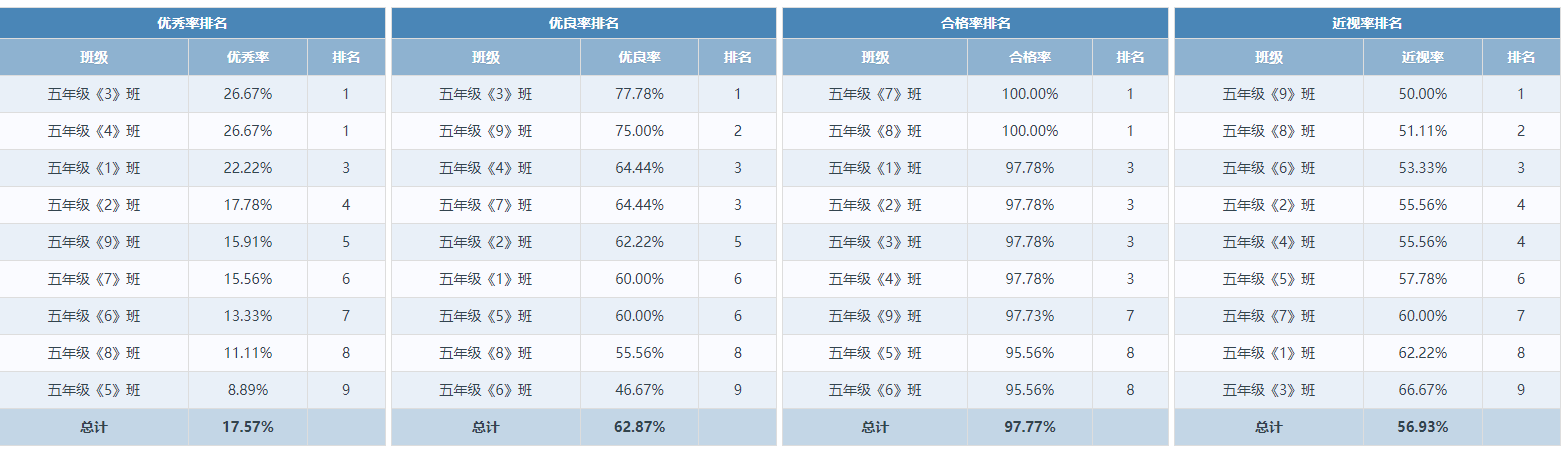 优秀率排名 优良率排名 合格率排名 近视率排名
班级 优秀率 排名 班级 优良率 排名 班级 合格率 排名 班级 近视率 排名
五年级《3》班 26.67% 1 五年级《3》班 77.78% 1 五年级《7》班 100.00% 1 五年级《9》班 50.00% 1
五年级《4》班 26.67% 1 五年级《9》班 75.00% 2 五年级《8》班 100.00% 1 五年级《8》班 51.11% 2
五年级《1》班 22.22% 3 五年级《4》班 64.44% 3 五年级《1》班 97.78% 3 五年级《6》班 53.33% 3
五年级《2》班 17.78% 4 五年级《7》班 64.44% 3 五年级《2》班 97.78% 3 五年级《2》班 55.56% 4
五年级《9》班 15.91% 5 五年级《2》班 62.22% 5 五年级《3》班 97.78% 3 五年级《4》班 55.56% 4
五年级《7》班 15.56% 6 五年级《1》班 60.00% 6 五年级《4》班 97.78% 3 五年级《5》班 57.78% 6
五年级《6》班 13.33% 7 五年级《5》班 60.00% 6 五年级《9》班 97.73% 7 五年级《7》班 60.00% 7
五年级《8》班 11.11% 8 五年级《8》班 55.56% 8 五年级《5》班 95.56% 8 五年级《1》班 62.22% 8
五年级《5》班 8.89% 9 五年级《6》班 46.67% 9 五年级《6》班 95.56% 8 五年级《3》班 66.67% 9
总计 17.57% 总计 62.87% 总计 97.77% 总计 56.93%